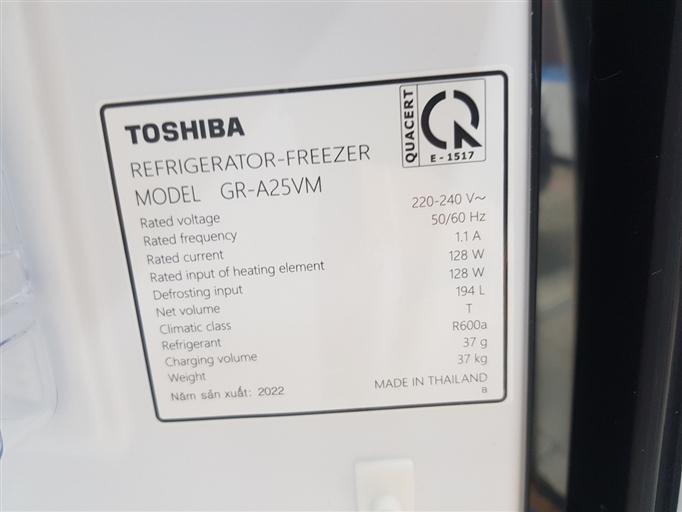 TOSHIBA
QUACERT
E - 1517
REFRIGERATOR-FREEZER
MODEL GR-A25VM
Rated voltage 220-240 V~
Rated frequency 50/60 Hz
Rated current 1.1 A
Rated input of heating element 128 W
Defrosting input 128 W
Net volume 194 L
Climatic class T
Refrigerant R600a
Charging volume 37 g
Weight 37 kg
Năm sản xuất: 2022 MADE IN THAILAND
B